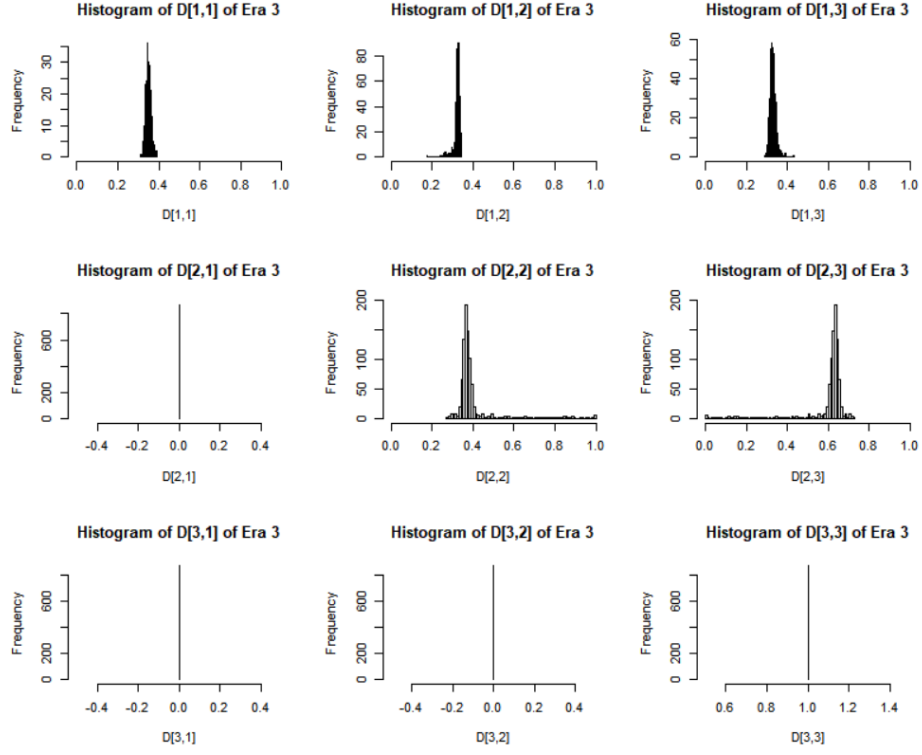 Histogram of D[1,1] of Era 3
Histogram of D[1,2] of Era 3
Histogram of D[1,3] of Era 3
Frequency
0 10 20 30
0.0 0.2 0.4 0.6 0.8 1.0
D[1,1]
Frequency
0 20 40 60 80
0.0 0.2 0.4 0.6 0.8 1.0
D[1,2]
Frequency
0 20 40 60
0.0 0.2 0.4 0.6 0.8 1.0
D[1,3]
Histogram of D[2,1] of Era 3
Histogram of D[2,2] of Era 3
Histogram of D[2,3] of Era 3
Frequency
0 200 600
-0.4 -0.2 0.0 0.2 0.4
D[2,1]
Frequency
0 50 100 200
0.0 0.2 0.4 0.6 0.8 1.0
D[2,2]
Frequency
0 50 100 200
0.0 0.2 0.4 0.6 0.8 1.0
D[2,3]
Histogram of D[3,1] of Era 3
Histogram of D[3,2] of Era 3
Histogram of D[3,3] of Era 3
Frequency
0 200 600
-0.4 -0.2 0.0 0.2 0.4
D[3,1]
Frequency
0 200 600
-0.4 -0.2 0.0 0.2 0.4
D[3,2]
Frequency
0 200 600
0.6 0.8 1.0 1.2 1.4
D[3,3]